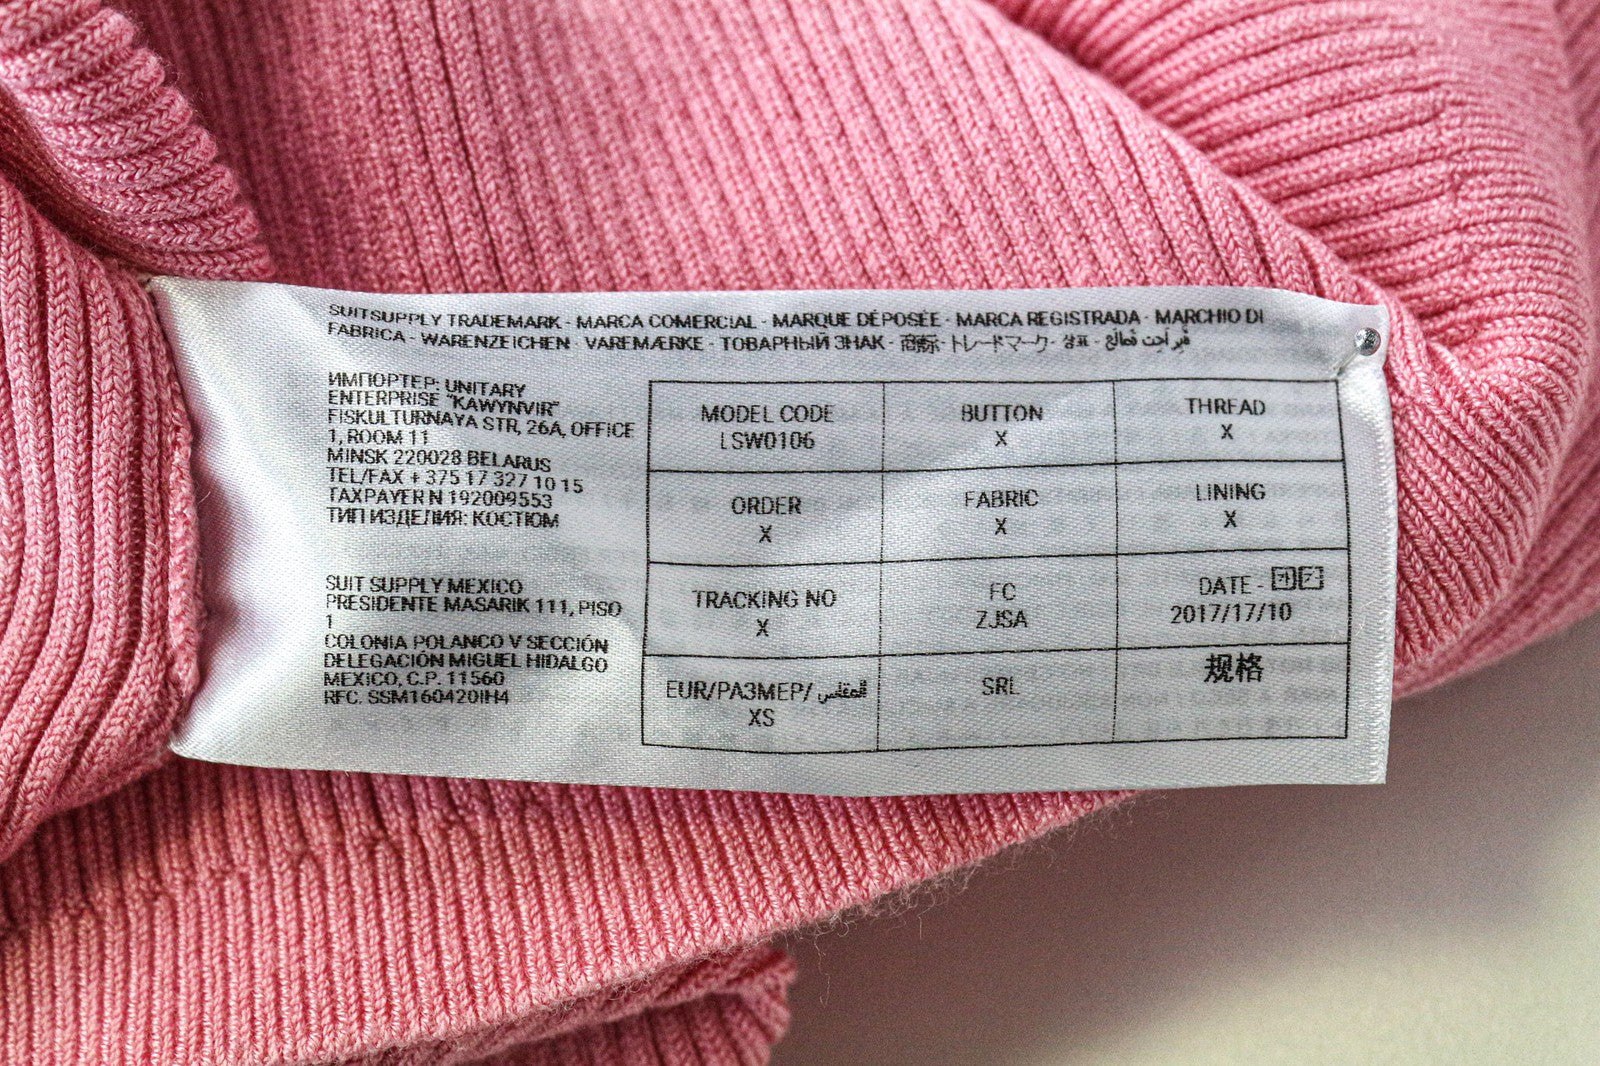 SUITSUPPLY TRADEMARK - MARCA COMERCIAL - MARQUE DÉPOSÉE - MARCA REGISTRADA - MARCHIO DI
FABRICA - WARENZEICHEN - VAREMÆRKE - ТОВАРНЫЙ ЗНАК - 商标 - トレードマーク - 상표 -
ИМПОРТЕР: UNITARY
ENTERPRISE "KAWYNVIR"
FISKULTURNAYA STR, 26A, OFFICE
1, ROOM 11
MINSK 220028 BELARUS
TEL/FAX + 375 17 327 10 15
TAXPAYER N 192009553
ТИП ИЗДЕЛИЯ: КОСТЮМ
SUIT SUPPLY MEXICO
PRESIDENTE MASARIK 111, PISO
1
COLONIA POLANCO V SECCIÓN
DELEGACIÓN MIGUEL HIDALGO
MEXICO, C.P. 11560
RFC. SSM160420IH4
MODEL CODE
LSW0106
BUTTON
X
THREAD
X
ORDER
X
FABRIC
X
LINING
X
TRACKING NO
X
FC
ZJSA
DATE -
2017/17/10
EUR/РАЗМЕР/ المقاس
XS
SRL
规格